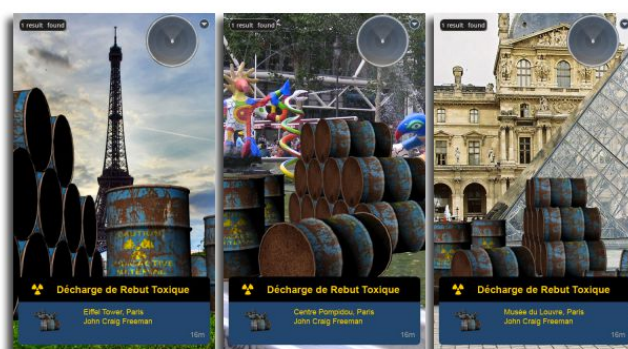 1 result found
Décharge de Rebut Toxique
Eiffel Tower, Paris
John Craig Freeman
16m
1 result found
Décharge de Rebut Toxique
Centre Pompidou, Paris
John Craig Freeman
16m
1 result found
Décharge de Rebut Toxique
Musée du Louvre, Paris
John Craig Freeman
16m